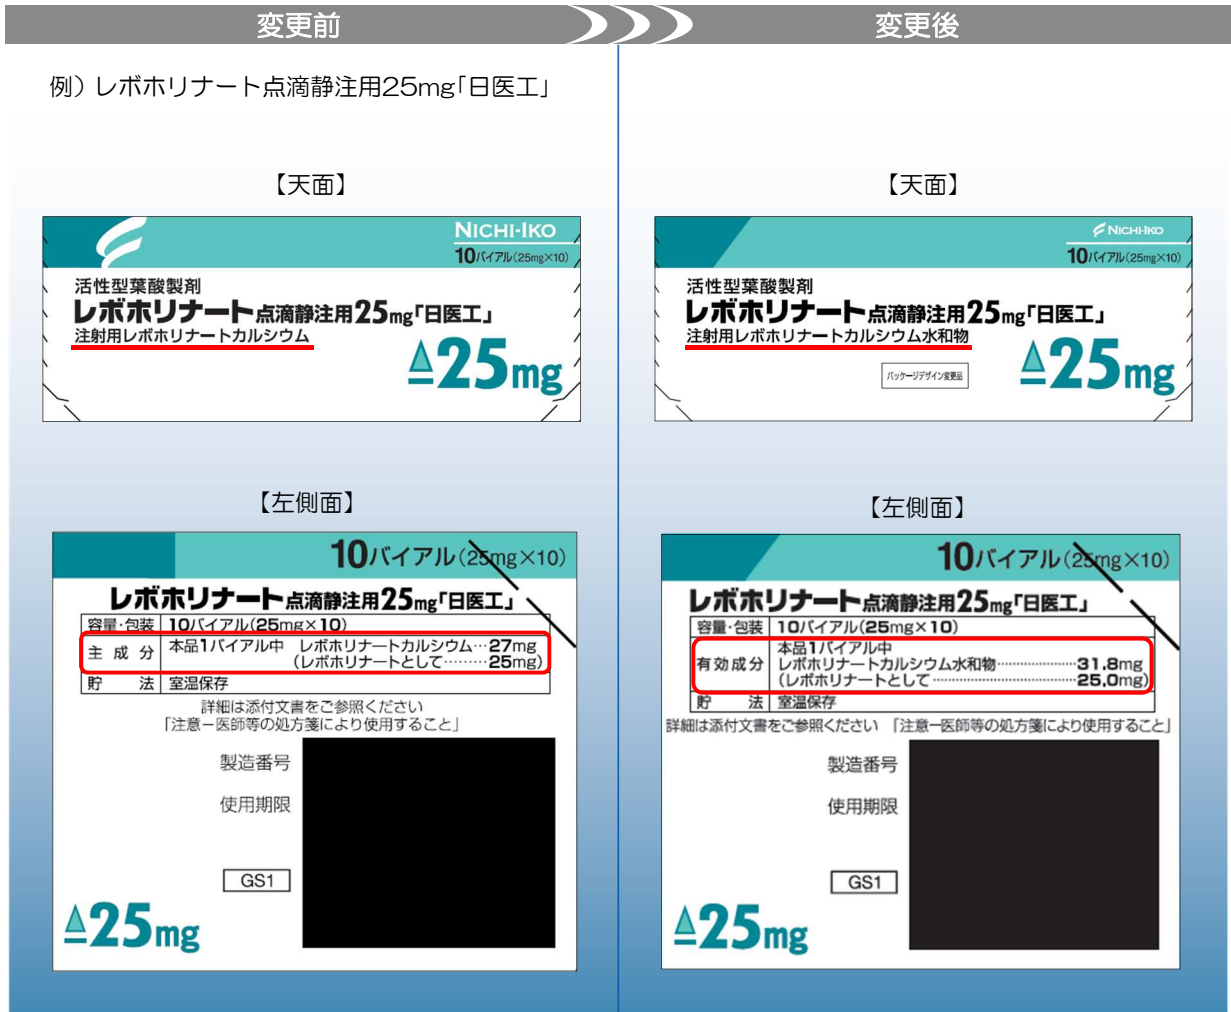 変更前
変更後
例）レボホリナート点滴静注用25mg「日医工」
【天面】
NICHI-IKO
10バイアル(25mg×10)
活性型葉酸製剤
レボホリナート点滴静注用25mg「日医工」
注射用レボホリナートカルシウム
25mg
【左側面】
10バイアル(25mg×10)
レボホリナート点滴静注用25mg「日医工」
容量・包装 10バイアル(25mg×10)
主成分 本品1バイアル中 レボホリナートカルシウム…27mg
(レボホリナートとして………25mg)
貯法 室温保存
詳細は添付文書をご参照ください
「注意－医師等の処方箋により使用すること」
製造番号
使用期限
GS1
25mg
【天面】
NICHI-IKO
10バイアル(25mg×10)
活性型葉酸製剤
レボホリナート点滴静注用25mg「日医工」
注射用レボホリナートカルシウム水和物
パッケージデザイン変更品
25mg
【左側面】
10バイアル(25mg×10)
レボホリナート点滴静注用25mg「日医工」
容量・包装 10バイアル(25mg×10)
有効成分 本品1バイアル中
レボホリナートカルシウム水和物…………………31.8mg
(レボホリナートとして…………………………25.0mg)
貯法 室温保存
詳細は添付文書をご参照ください 「注意－医師等の処方箋により使用すること」
製造番号
使用期限
GS1
25mg